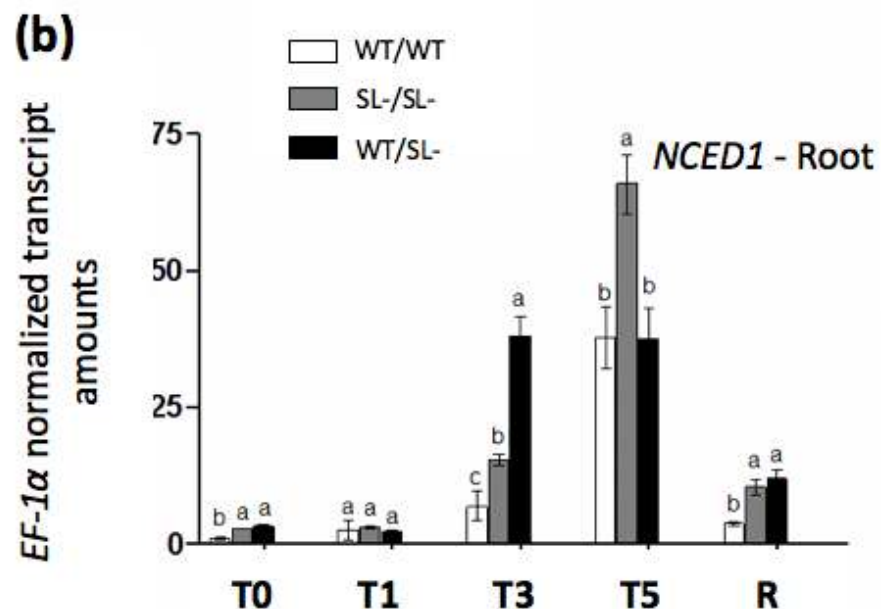 (b)
WT/WT
SL-/SL-
WT/SL-
NCED1 - Root
EF-1α normalized transcript
amounts
75
50
25
0
b a a
a a a
c b a
b a b
b a a
T0 T1 T3 T5 R